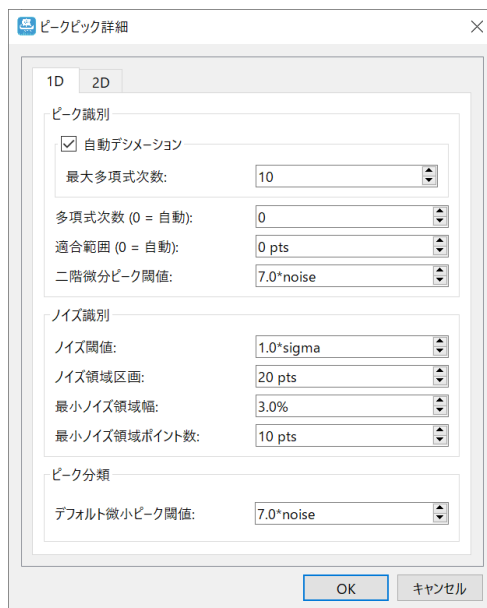 ピークピック詳細
1D 2D
ピーク識別
自動デシメーション
最大多項式次数: 10
多項式次数 (0 = 自動): 0
適合範囲 (0 = 自動): 0 pts
二階微分ピーク閾値: 7.0*noise
ノイズ識別
ノイズ閾値: 1.0*sigma
ノイズ領域区画: 20 pts
最小ノイズ領域幅: 3.0%
最小ノイズ領域ポイント数: 10 pts
ピーク分類
デフォルト微小ピーク閾値: 7.0*noise
OK キャンセル